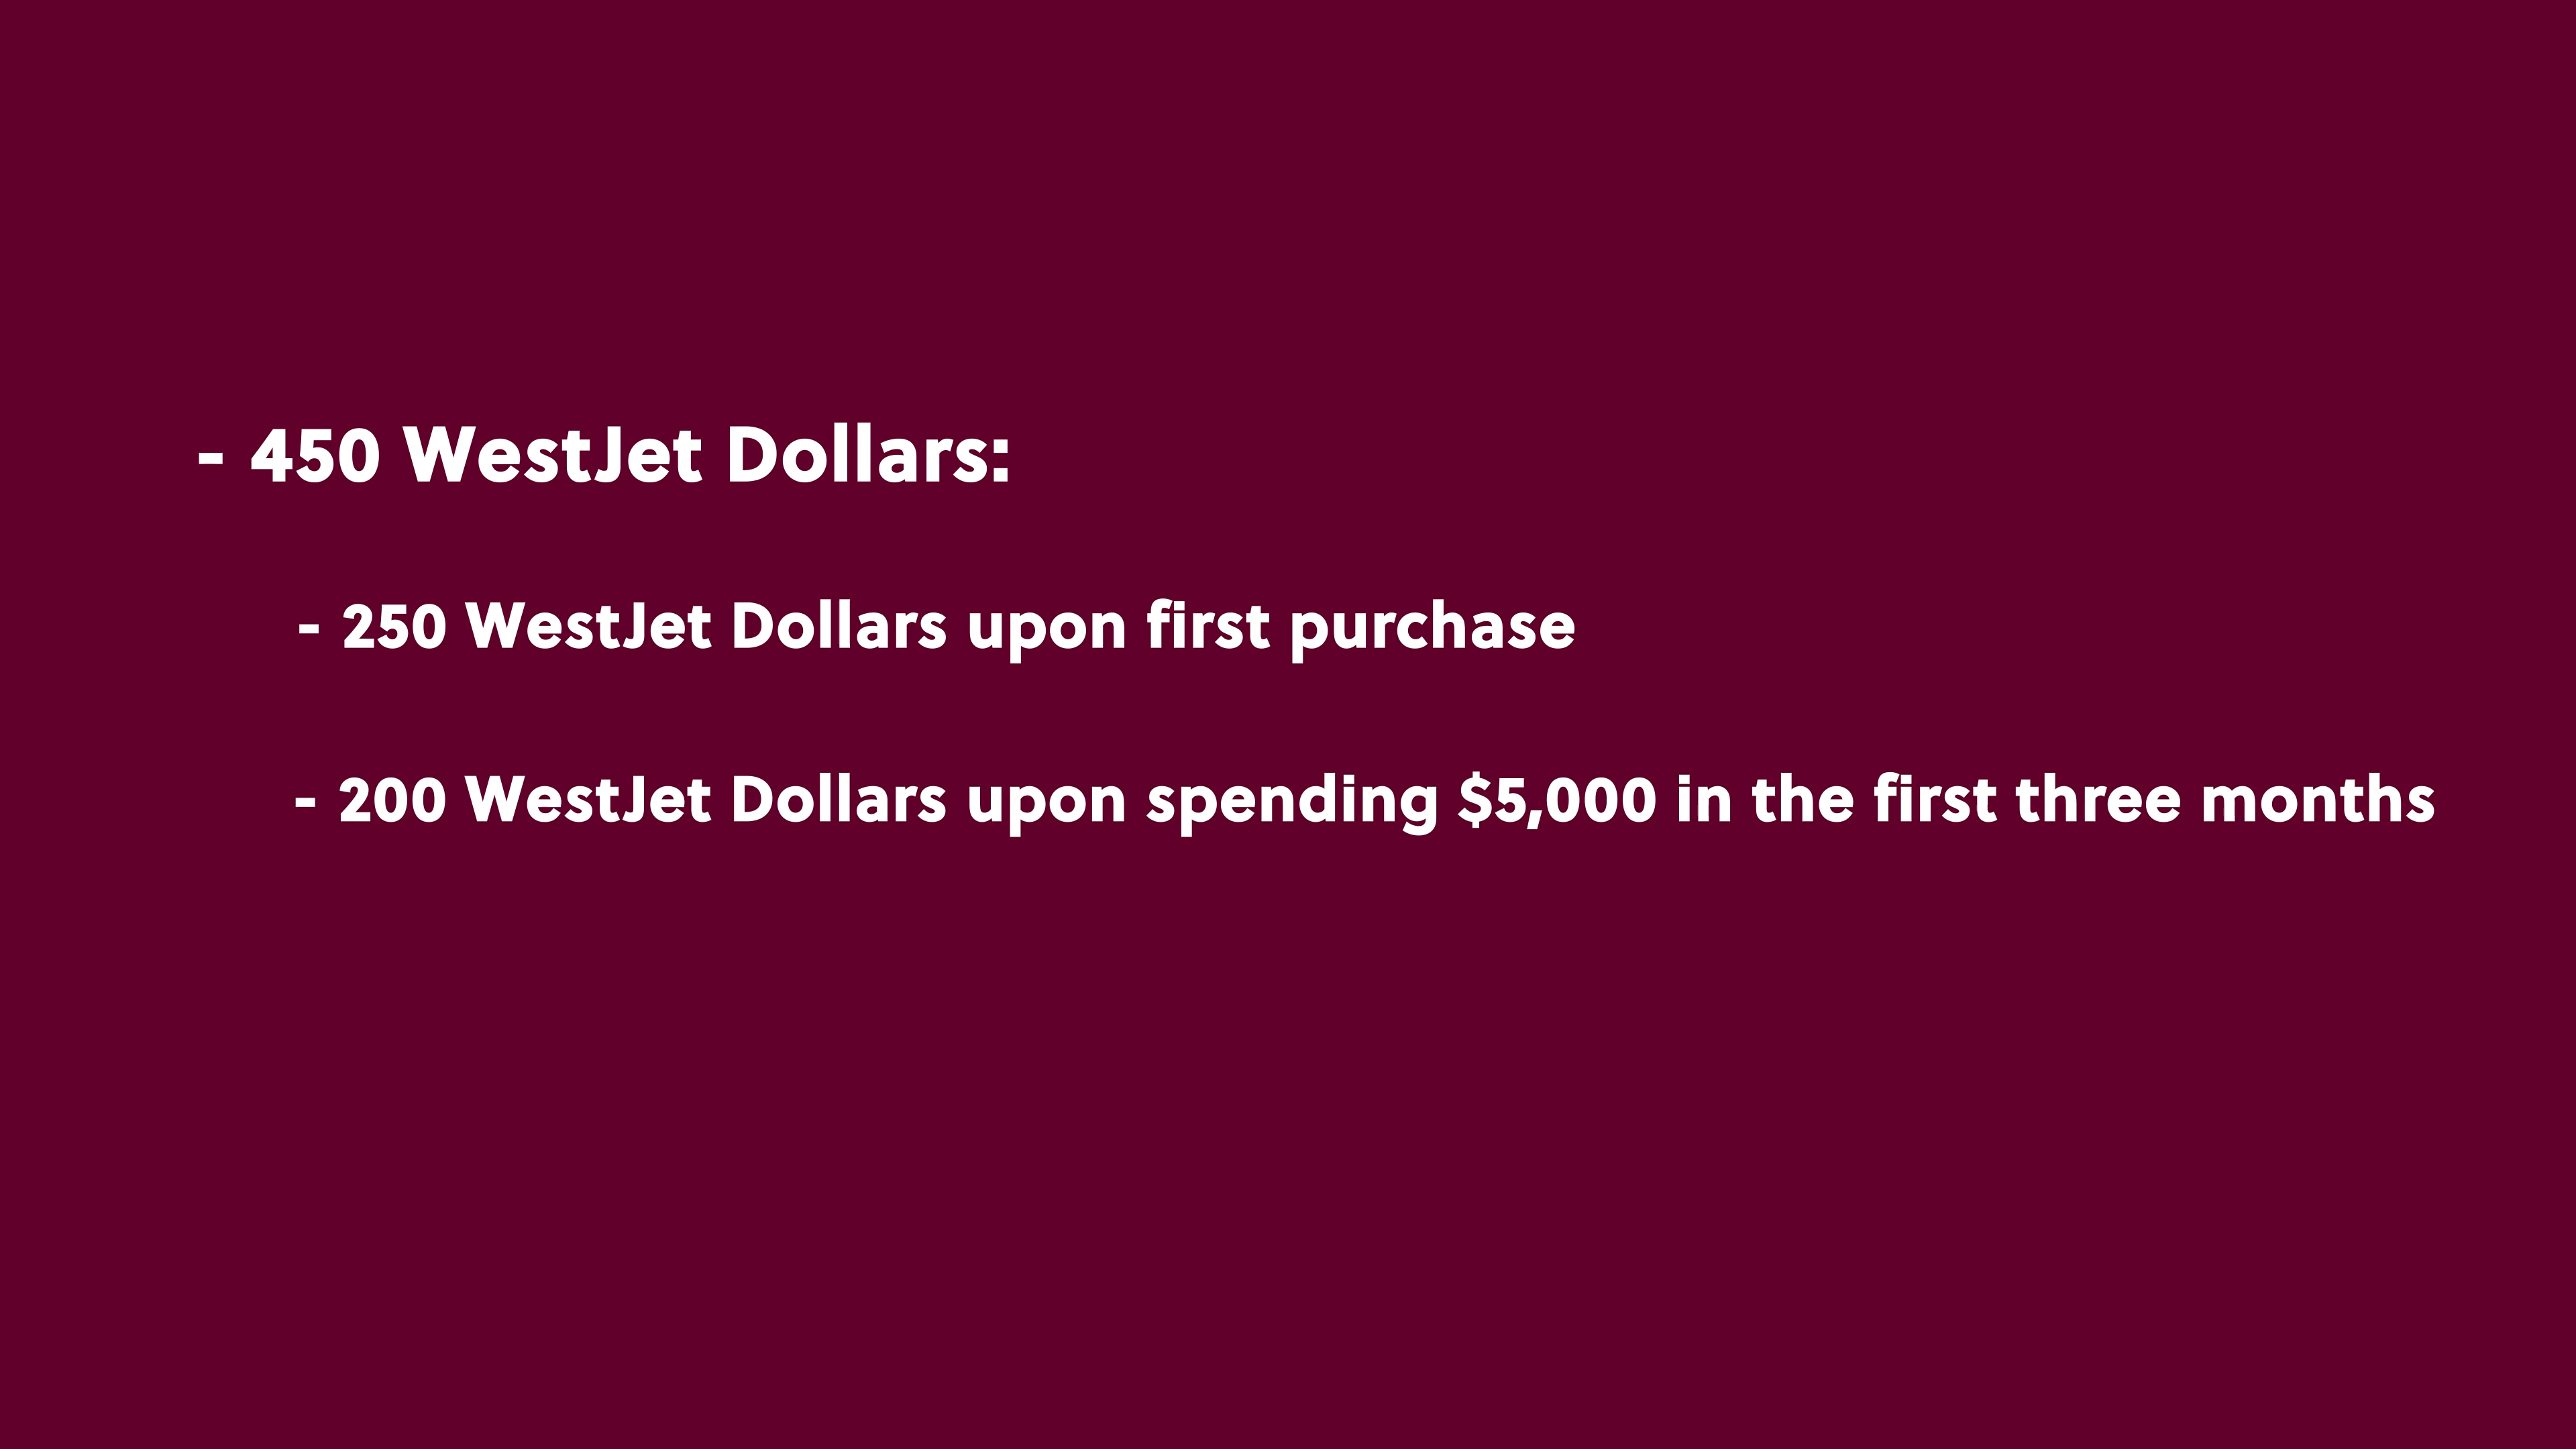 - 450 WestJet Dollars:
- 250 WestJet Dollars upon first purchase
- 200 WestJet Dollars upon spending $5,000 in the first three months